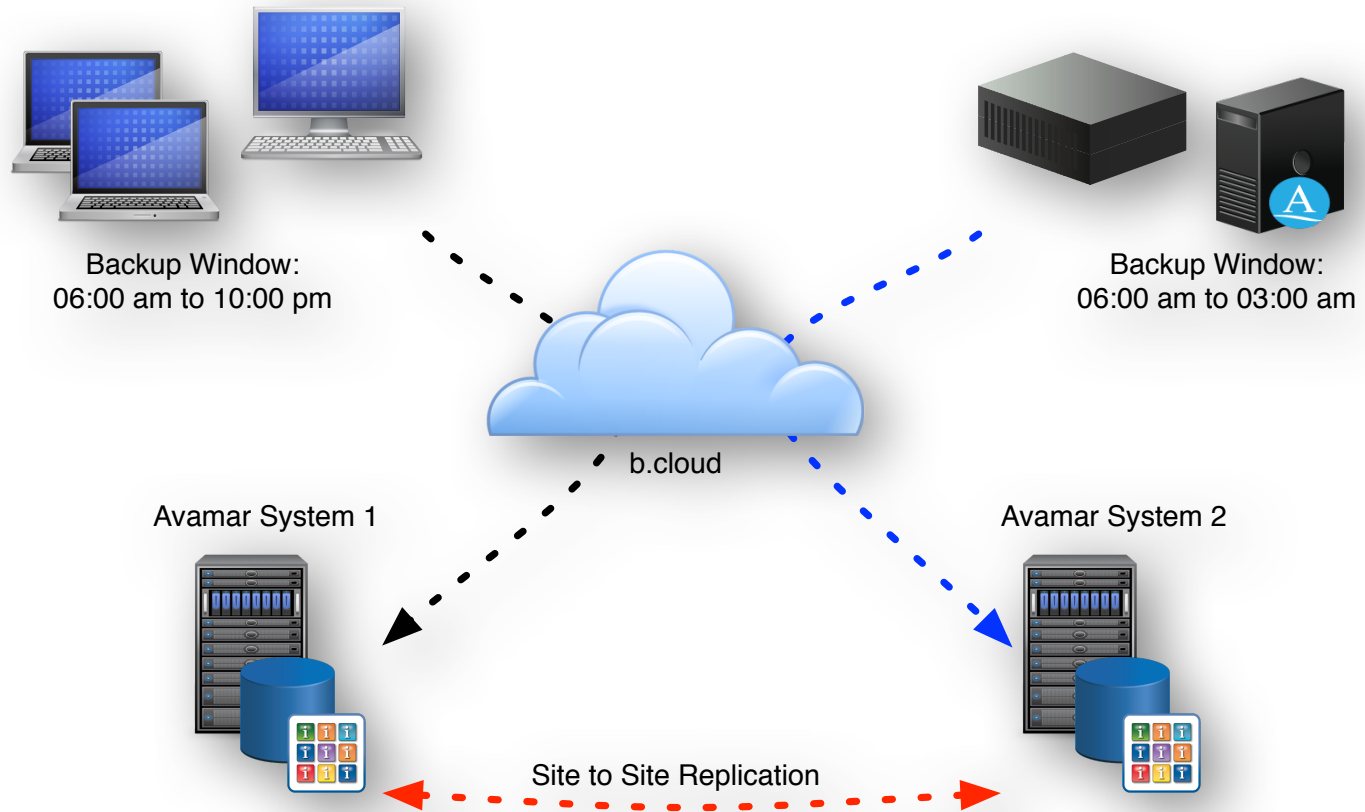 Backup Window:
06:00 am to 10:00 pm
A
Backup Window:
06:00 am to 03:00 am
b.cloud
Avamar System 1
Avamar System 2
i i i
i i i
i i i
i i i
i i i
i i i
Site to Site Replication